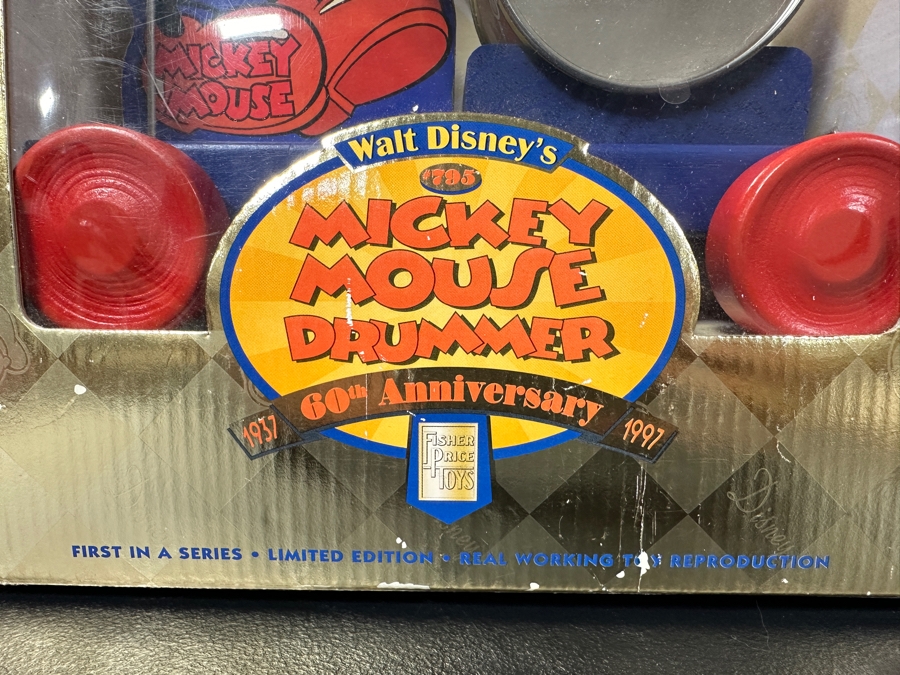 MICKEY
MOUSE
Walt Disney's
#795
MICKEY
MOUSE
DRUMMER
60th Anniversary
1937
1997
FISHER
PRICE
TOYS
Disney
FIRST IN A SERIES • LIMITED EDITION • REAL WORKING TOY REPRODUCTION